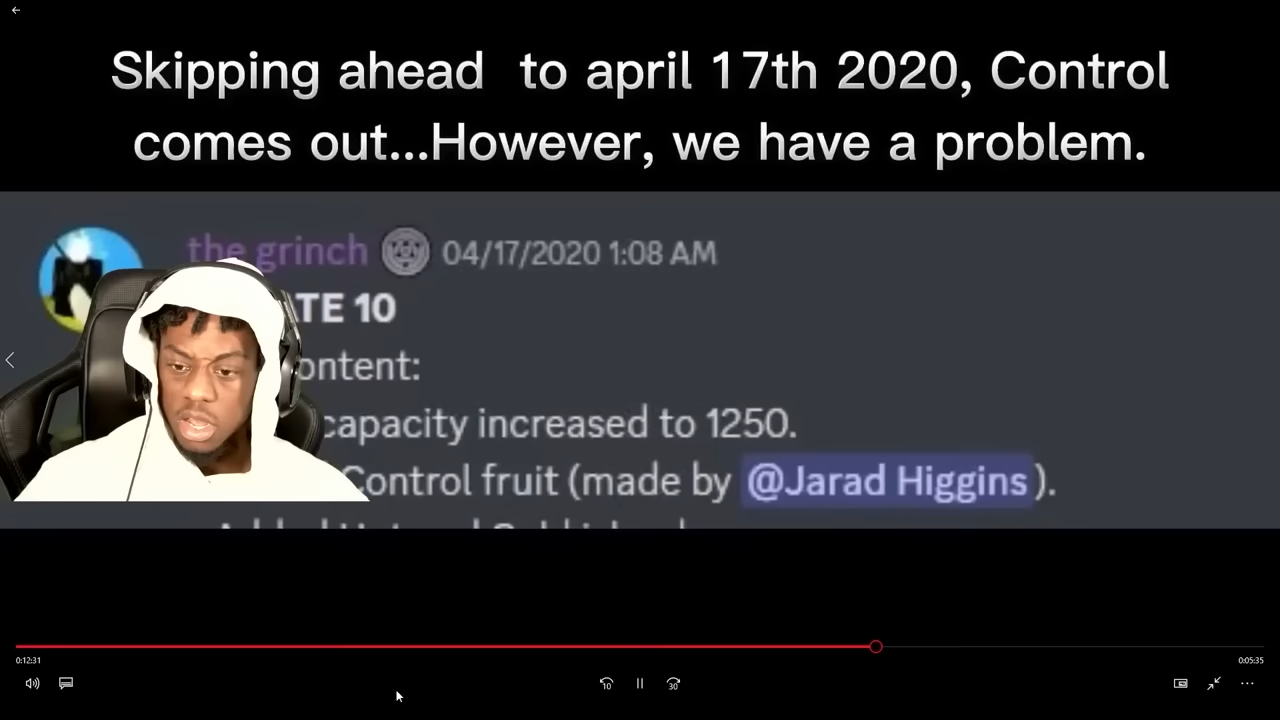 Skipping ahead  to april 17th 2020, Control
comes out...However, we have a problem.
the grinch 04/17/2020 1:08 AM
ATE 10
ontent:
capacity increased to 1250.
Control fruit (made by @Jarad Higgins).
0:12:31
0:05:35
10
30